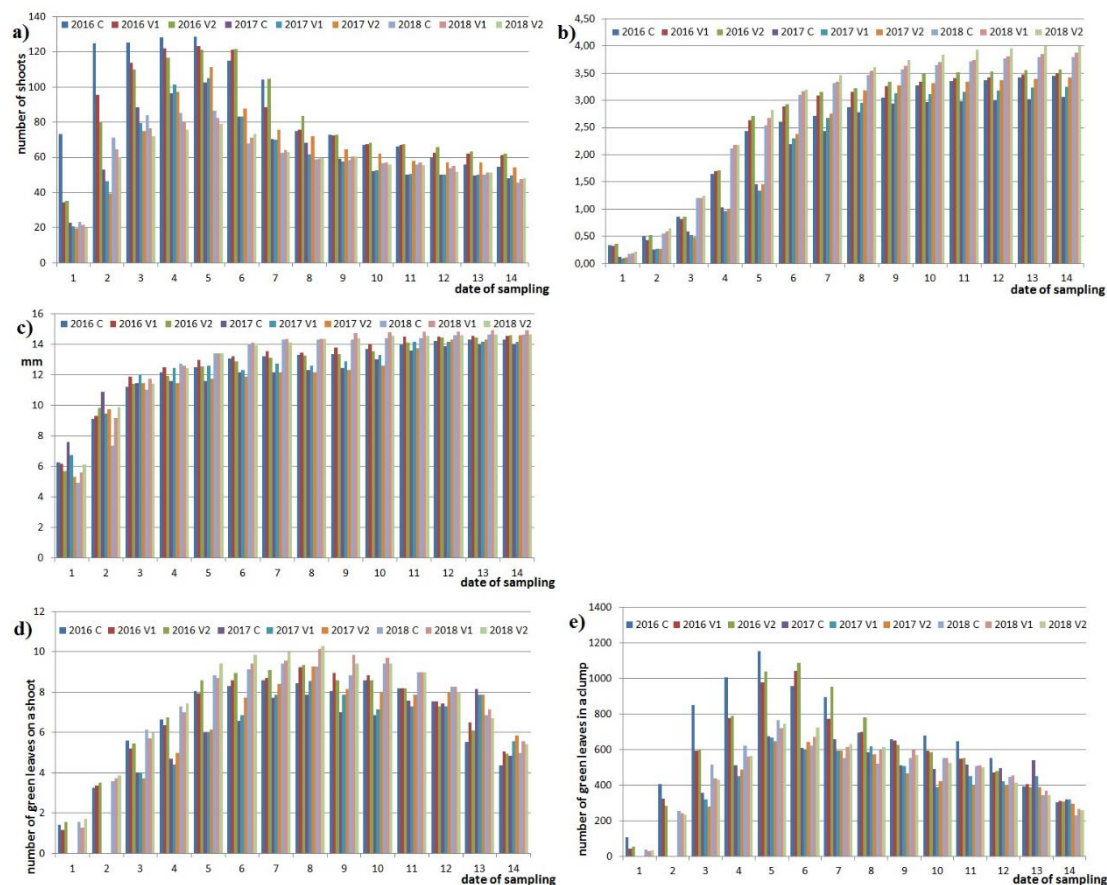 a)
2016 C 2016 V1 2016 V2 2017 C 2017 V1 2017 V2 2018 C 2018 V1 2018 V2
number of shoots
140
120
100
80
60
40
20
0
1 2 3 4 5 6 7 8 9 10 11 12 13 14
date of sampling
b)
2016 C 2016 V1 2016 V2 2017 C 2017 V1 2017 V2 2018 C 2018 V1 2018 V2
4,50
4,00
3,50
3,00
2,50
2,00
1,50
1,00
0,50
0,00
1 2 3 4 5 6 7 8 9 10 11 12 13 14
date of sampling
c)
2016 C 2016 V1 2016 V2 2017 C 2017 V1 2017 V2 2018 C 2018 V1 2018 V2
mm
16
14
12
10
8
6
4
2
0
1 2 3 4 5 6 7 8 9 10 11 12 13 14
date of sampling
d)
2016 C 2016 V1 2016 V2 2017 C 2017 V1 2017 V2 2018 C 2018 V1 2018 V2
number of green leaves on a shoot
12
10
8
6
4
2
0
1 2 3 4 5 6 7 8 9 10 11 12 13 14
date of sampling
e)
2016 C 2016 V1 2016 V2 2017 C 2017 V1 2017 V2 2018 C 2018 V1 2018 V2
number of green leaves in a clump
1400
1200
1000
800
600
400
200
0
1 2 3 4 5 6 7 8 9 10 11 12 13 14
date of sampling